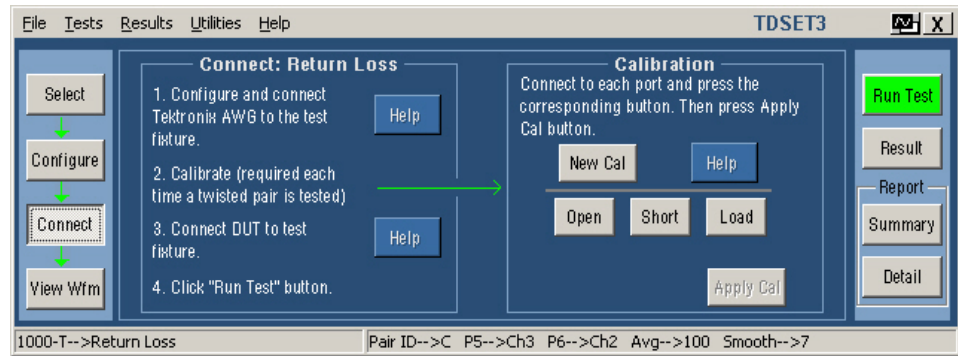 File Tests Results Utilities Help TDSET3 X
Select
Configure
Connect
View Wfm
Connect: Return Loss
1. Configure and connect
Tektronix AWG to the test
fixture.
Help
2. Calibrate (required each
time a twisted pair is tested)
3. Connect DUT to test
fixture.
Help
4. Click "Run Test" button.
Calibration
Connect to each port and press the
corresponding button. Then press Apply
Cal button.
New Cal Help
Open Short Load
Apply Cal
Run Test
Result
Report
Summary
Detail
1000-T-->Return Loss Pair ID-->C P5-->Ch3 P6-->Ch2 Avg-->100 Smooth-->7